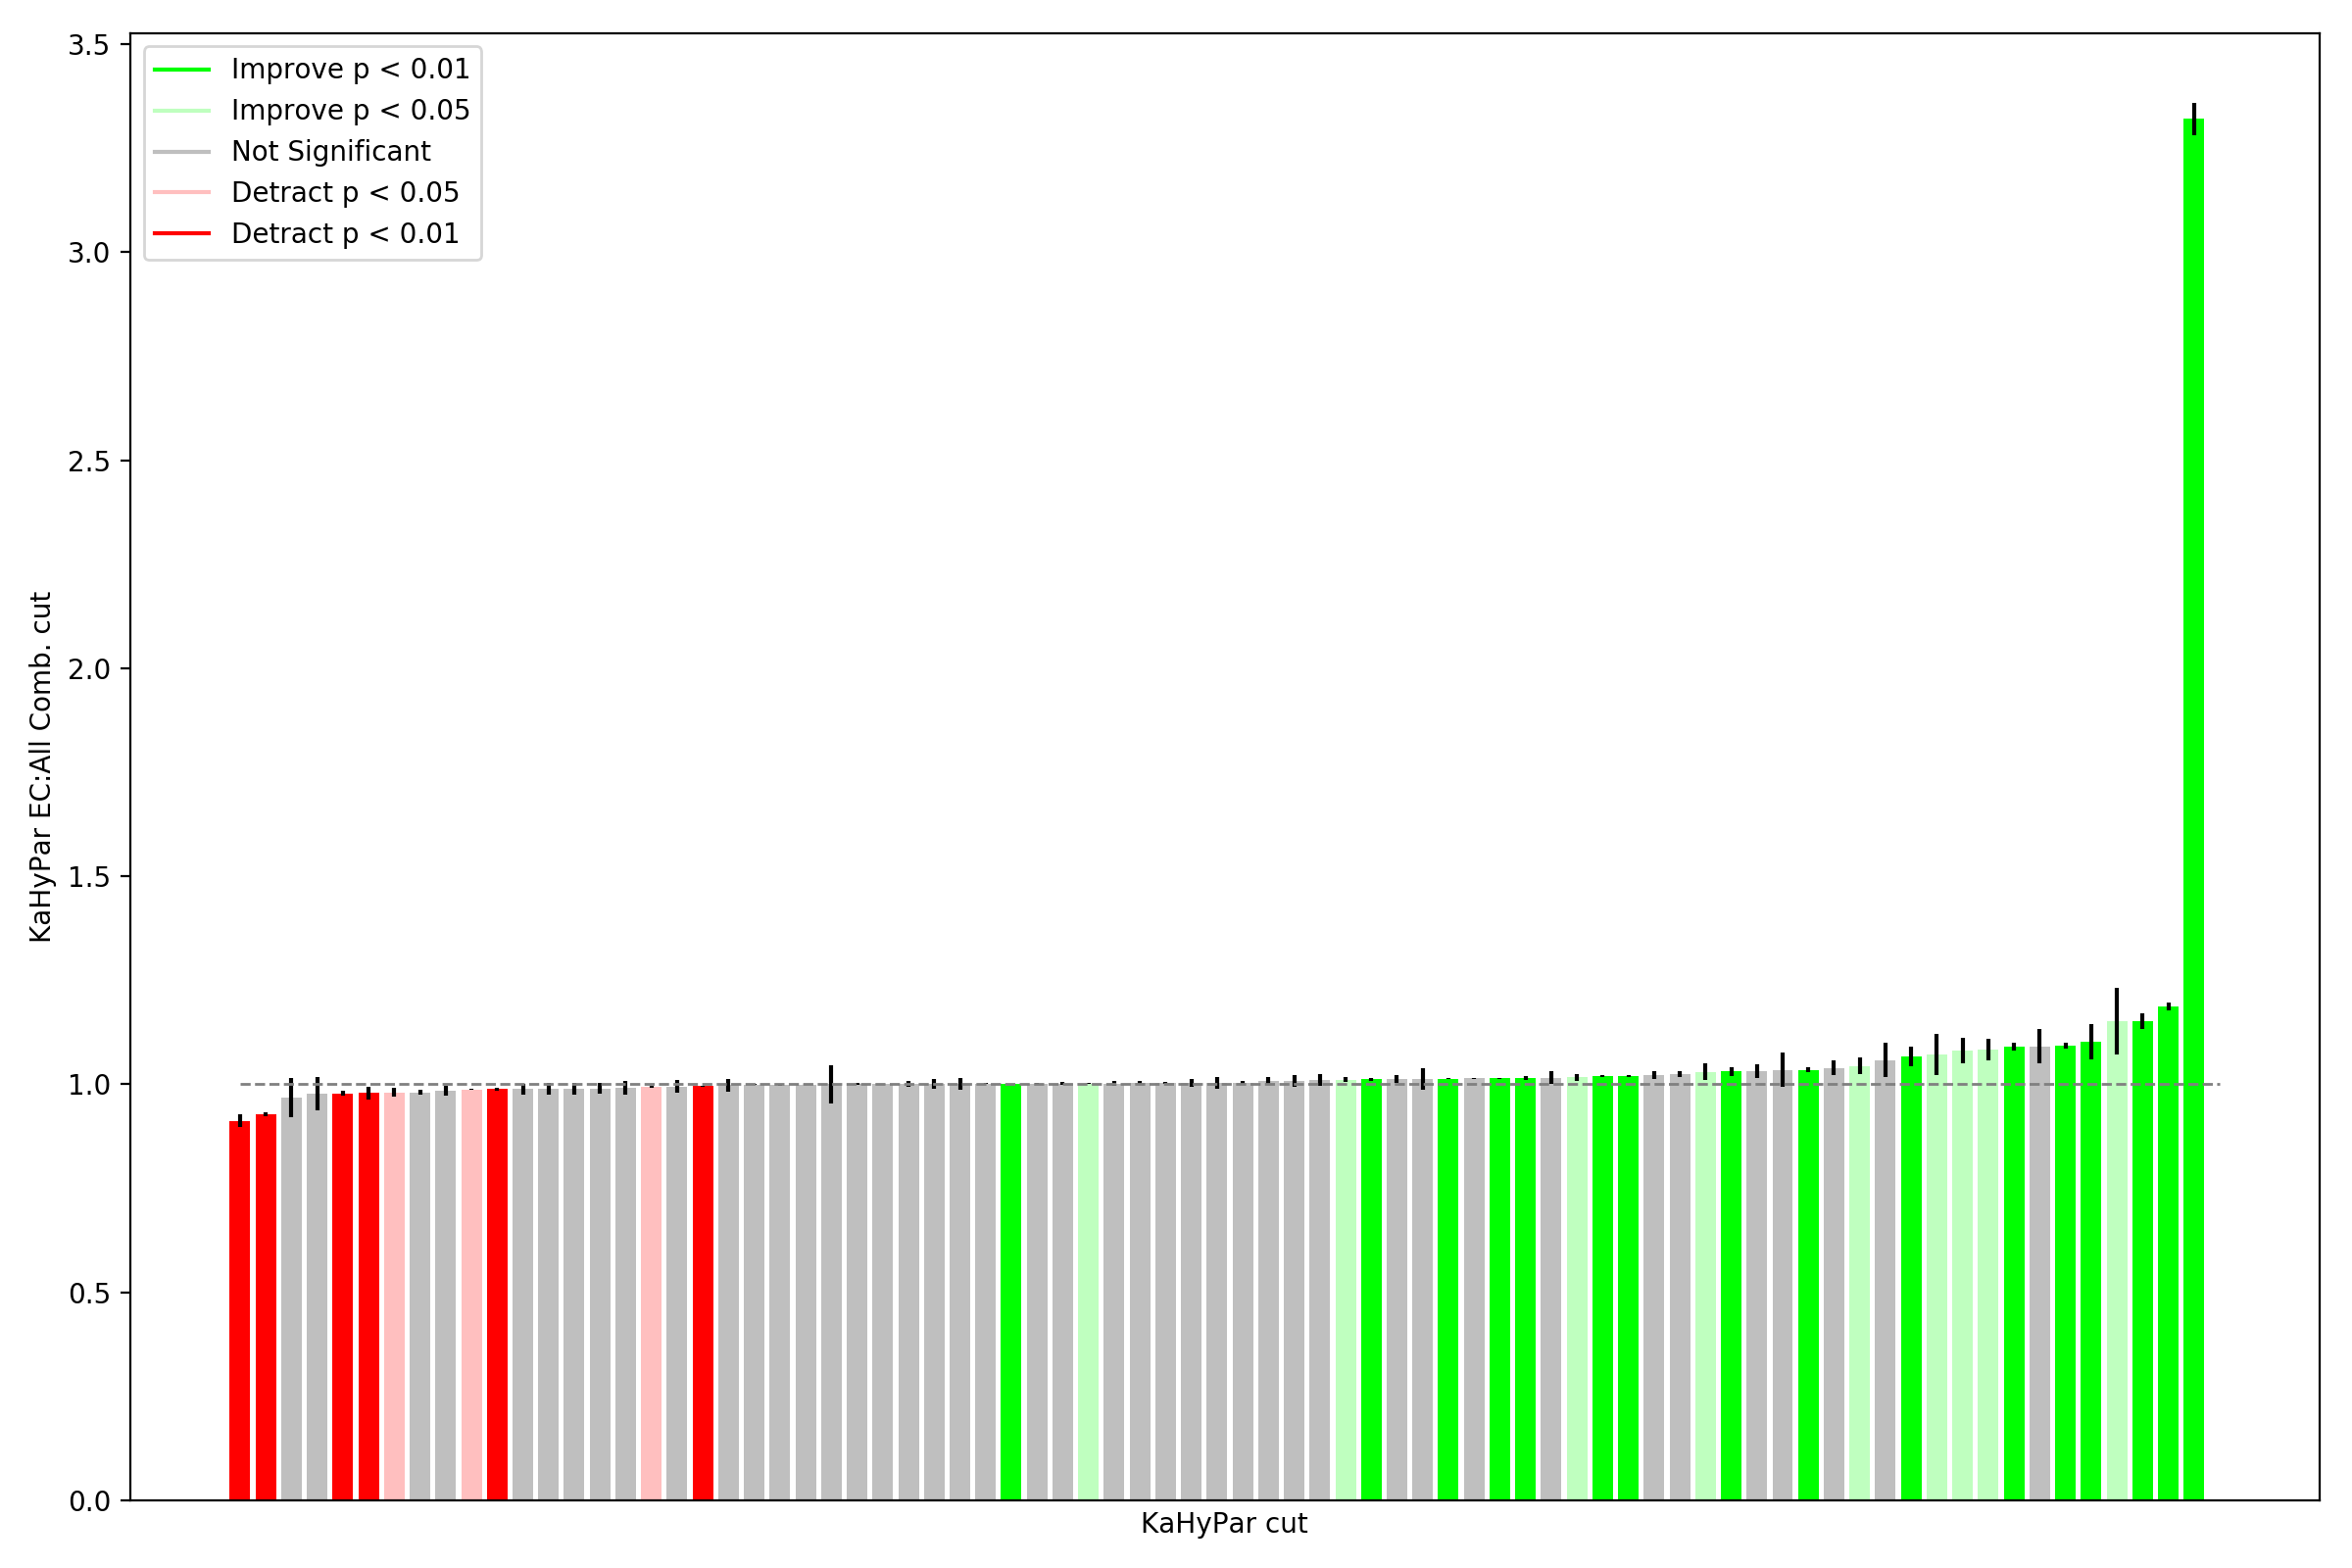 3.5
3.0
2.5
2.0
1.5
1.0
0.5
0.0
KaHyPar EC:All Comb. cut
Improve p < 0.01
Improve p < 0.05
Not Significant
Detract p < 0.05
Detract p < 0.01
KaHyPar cut